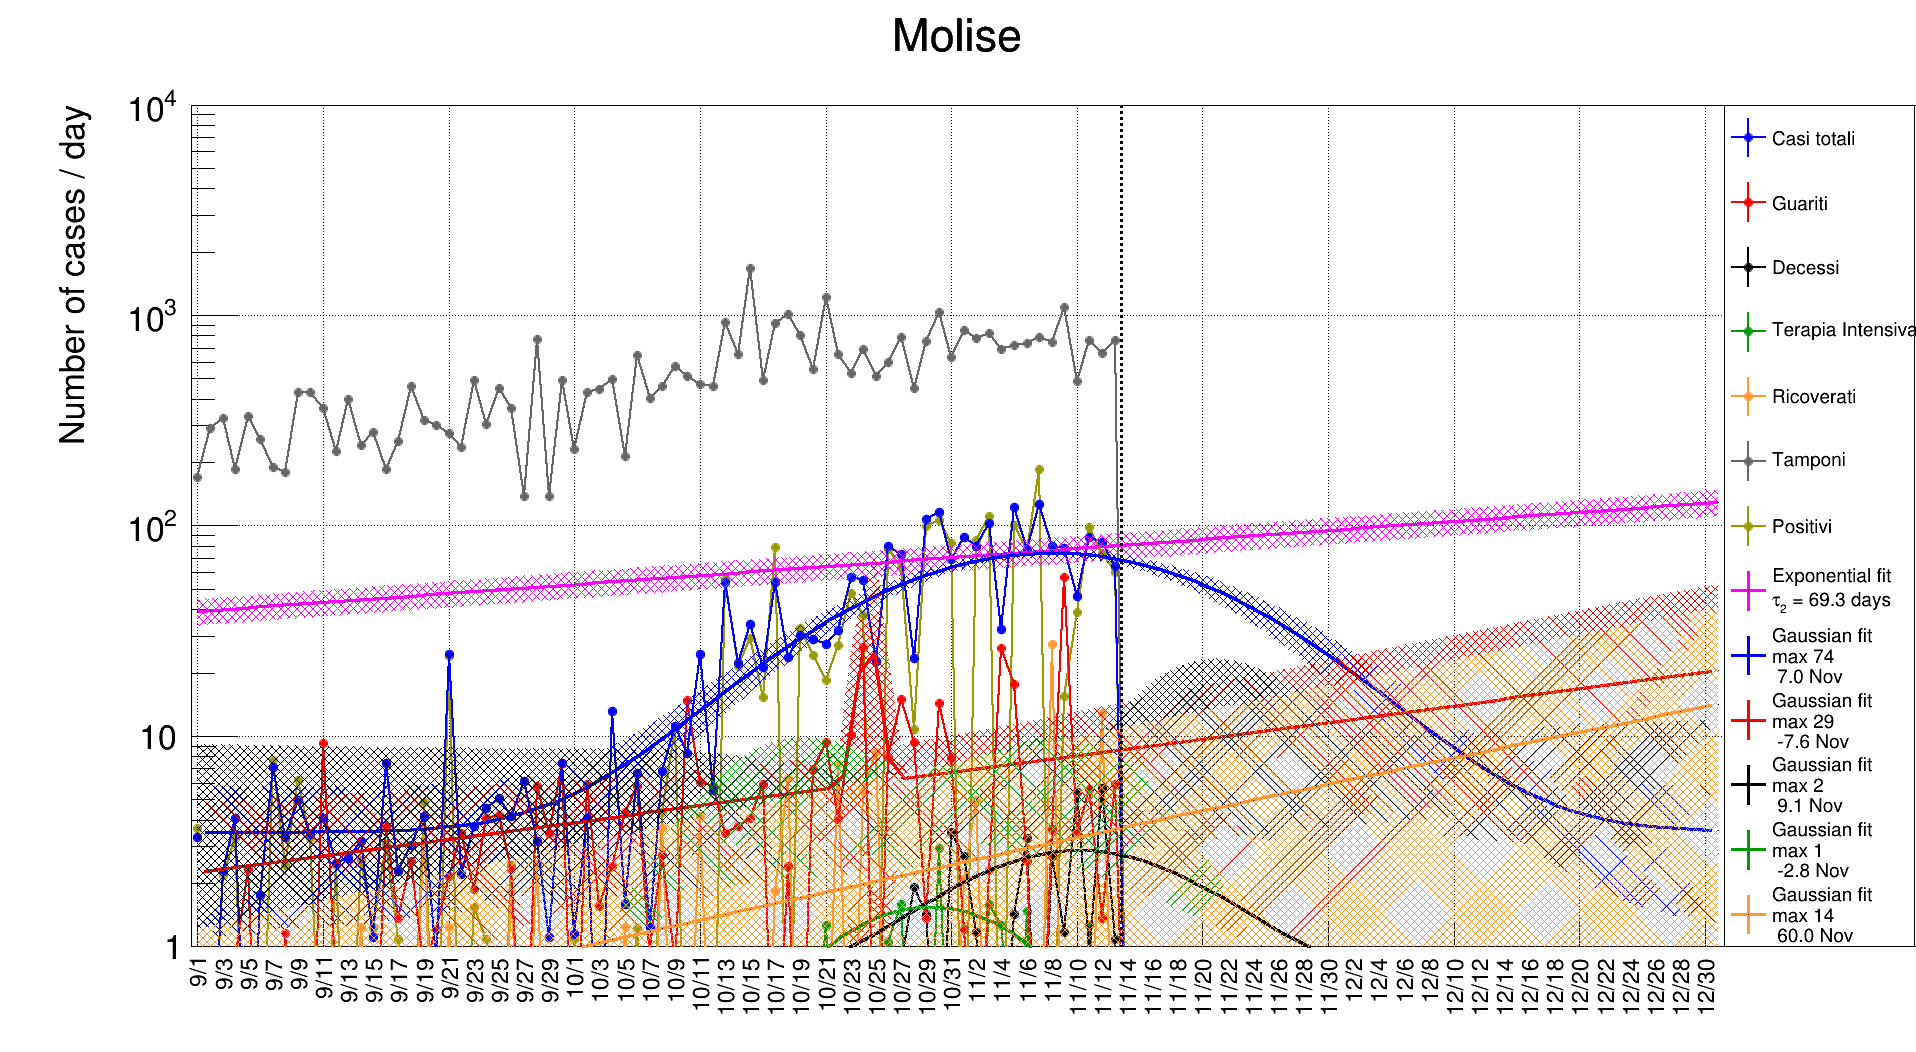 Molise
Number of cases / day
10^4
10^3
10^2
10
1
9/1
9/3
9/5
9/7
9/9
9/11
9/13
9/15
9/17
9/19
9/21
9/23
9/25
9/27
9/29
10/1
10/3
10/5
10/7
10/9
10/11
10/13
10/15
10/17
10/19
10/21
10/23
10/25
10/27
10/29
10/31
11/2
11/4
11/6
11/8
11/10
11/12
11/14
11/16
11/18
11/20
11/22
11/24
11/26
11/28
11/30
12/2
12/4
12/6
12/8
12/10
12/12
12/14
12/16
12/18
12/20
12/22
12/24
12/26
12/28
12/30
Casi totali
Guariti
Decessi
Terapia Intensiva
Ricoverati
Tamponi
Positivi
Exponential fit
τ₂ = 69.3 days
Gaussian fit
max 74
7.0 Nov
Gaussian fit
max 29
-7.6 Nov
Gaussian fit
max 2
9.1 Nov
Gaussian fit
max 1
-2.8 Nov
Gaussian fit
max 14
60.0 Nov